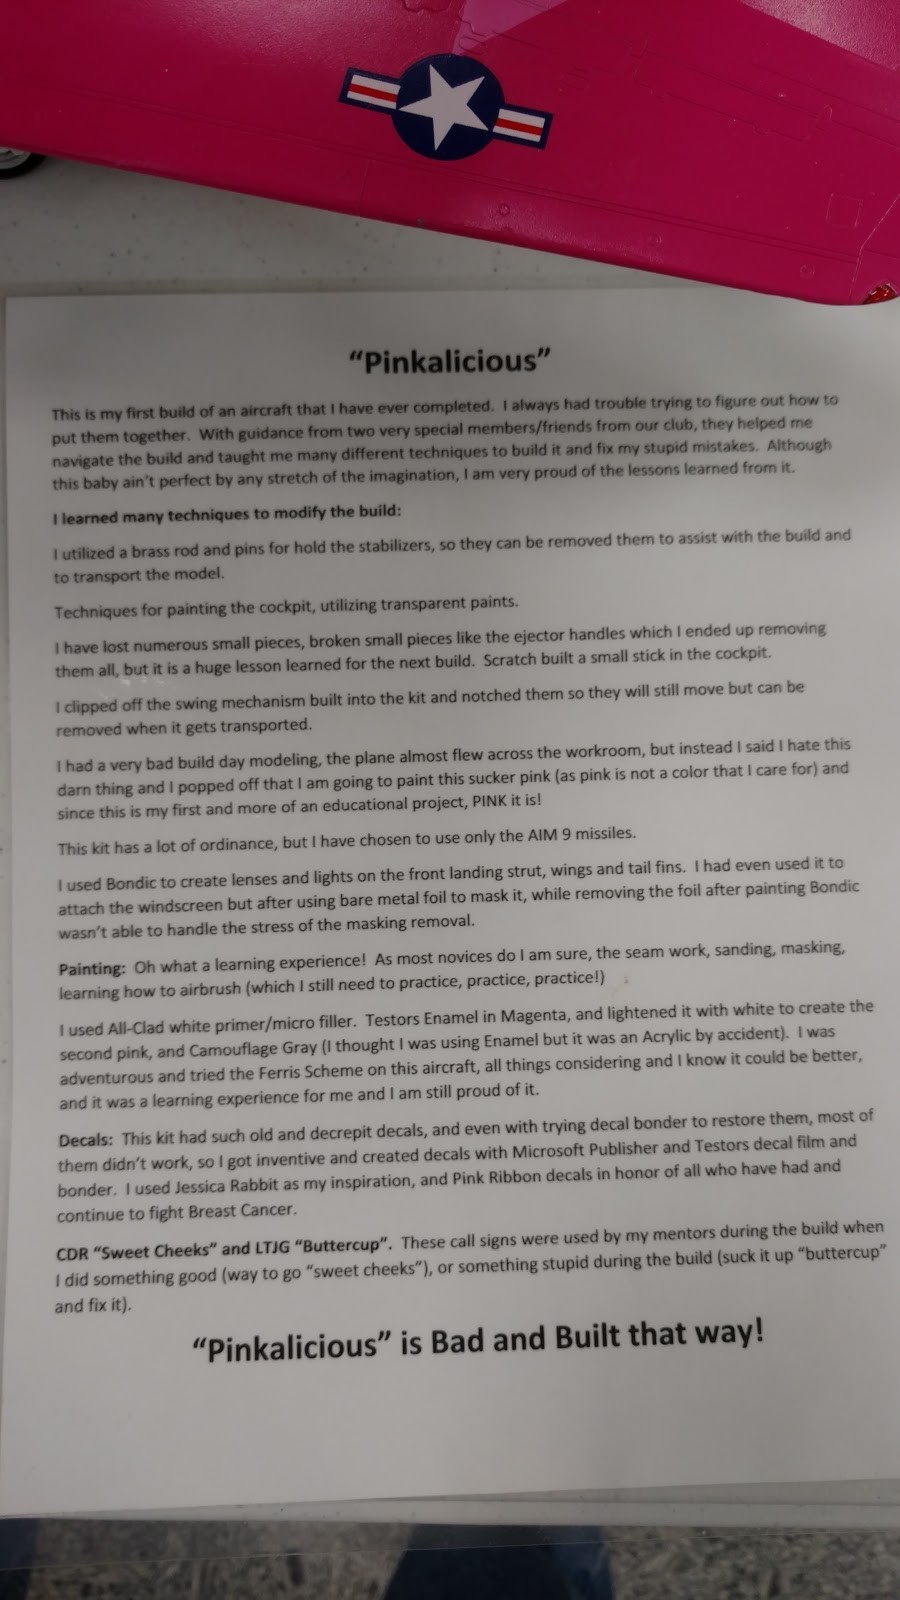 “Pinkalicious”
This is my first build of an aircraft that I have ever completed.  I always had trouble trying to figure out how to
put them together.  With guidance from two very special members/friends from our club, they helped me
navigate the build and taught me many different techniques to build it and fix my stupid mistakes.  Although
this baby ain’t perfect by any stretch of the imagination, I am very proud of the lessons learned from it.
I learned many techniques to modify the build:
I utilized a brass rod and pins for hold the stabilizers, so they can be removed them to assist with the build and
to transport the model.
Techniques for painting the cockpit, utilizing transparent paints.
I have lost numerous small pieces, broken small pieces like the ejector handles which I ended up removing
them all, but it is a huge lesson learned for the next build.  Scratch built a small stick in the cockpit.
I clipped off the swing mechanism built into the kit and notched them so they will still move but can be
removed when it gets transported.
I had a very bad build day modeling, the plane almost flew across the workroom, but instead I said I hate this
darn thing and I popped off that I am going to paint this sucker pink (as pink is not a color that I care for) and
since this is my first and more of an educational project, PINK it is!
This kit has a lot of ordinance, but I have chosen to use only the AIM 9 missiles.
I used Bondic to create lenses and lights on the front landing strut, wings and tail fins.  I had even used it to
attach the windscreen but after using bare metal foil to mask it, while removing the foil after painting Bondic
wasn’t able to handle the stress of the masking removal.
Painting:  Oh what a learning experience!  As most novices do I am sure, the seam work, sanding, masking,
learning how to airbrush (which I still need to practice, practice, practice!)
I used All-Clad white primer/micro filler.  Testors Enamel in Magenta, and lightened it with white to create the
second pink, and Camouflage Gray (I thought I was using Enamel but it was an Acrylic by accident).  I was
adventurous and tried the Ferris Scheme on this aircraft, all things considering and I know it could be better,
and it was a learning experience for me and I am still proud of it.
Decals:  This kit had such old and decrepit decals, and even with trying decal bonder to restore them, most of
them didn’t work, so I got inventive and created decals with Microsoft Publisher and Testors decal film and
bonder.  I used Jessica Rabbit as my inspiration, and Pink Ribbon decals in honor of all who have had and
continue to fight Breast Cancer.
CDR “Sweet Cheeks” and LTJG “Buttercup”.  These call signs were used by my mentors during the build when
I did something good (way to go “sweet cheeks”), or something stupid during the build (suck it up “buttercup”
and fix it).
“Pinkalicious” is Bad and Built that way!